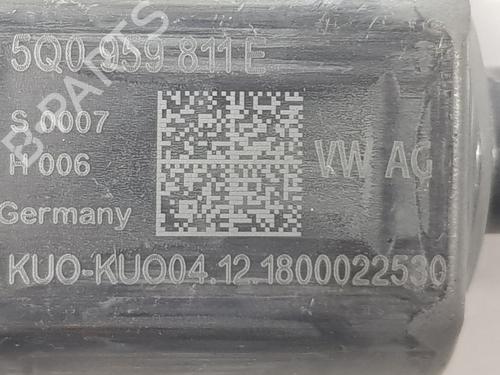 5Q0 959 811 E
S 0007
H 006
VW AG
Germany
KUO-KUO04.12.1800022530
B-PARTS